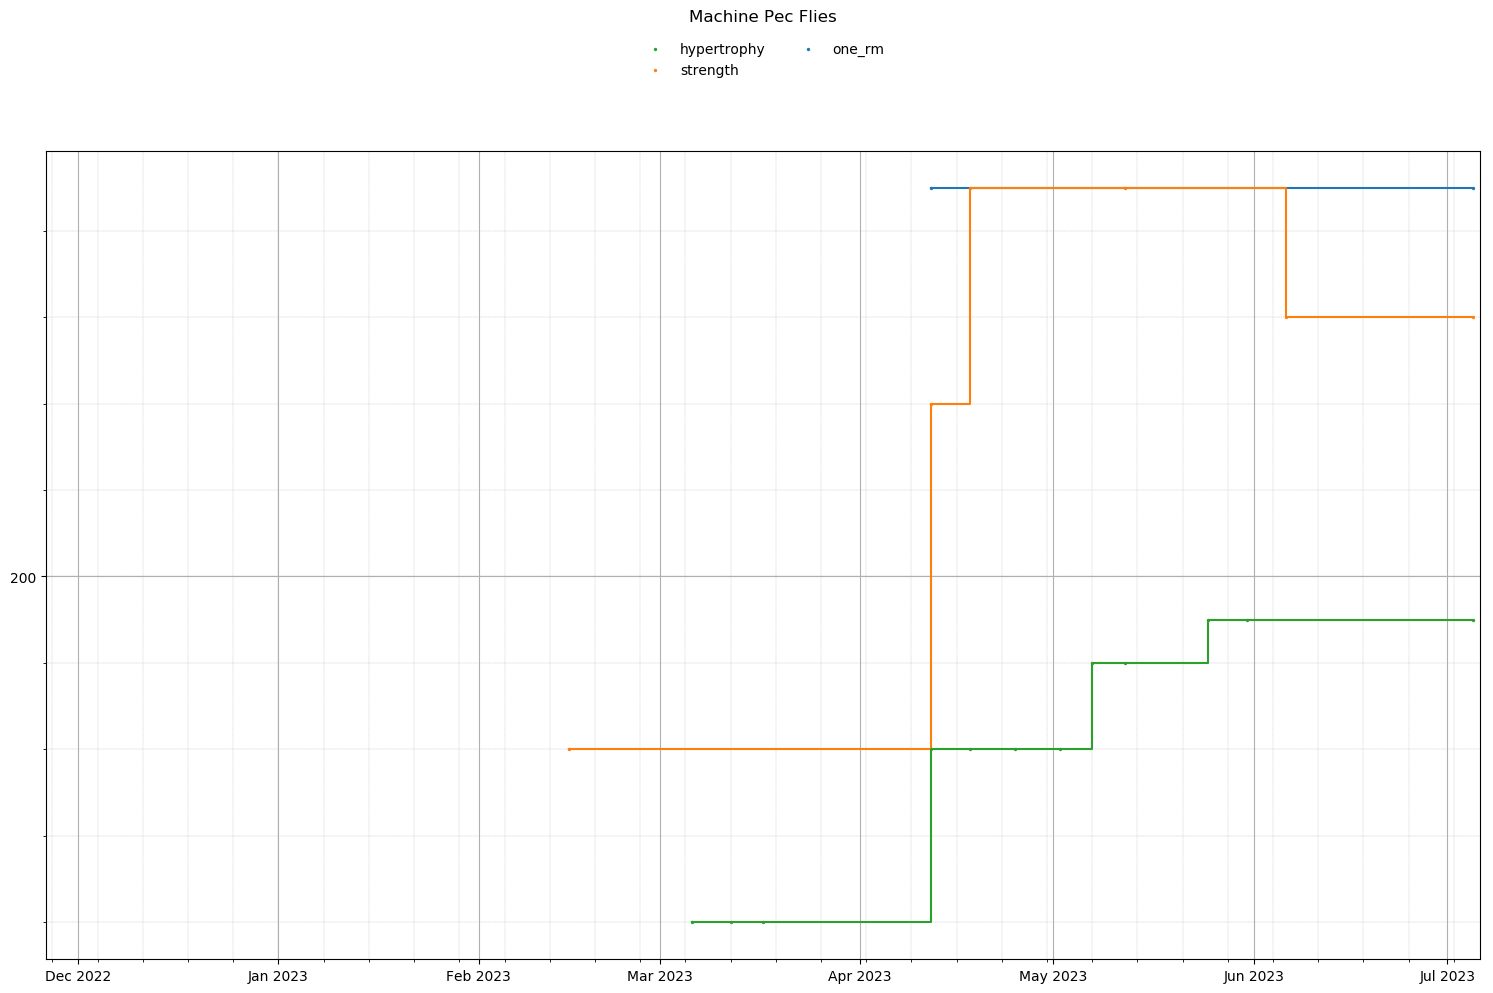 Machine Pec Flies
hypertrophy one_rm
strength
200
Dec 2022 Jan 2023 Feb 2023 Mar 2023 Apr 2023 May 2023 Jun 2023 Jul 2023